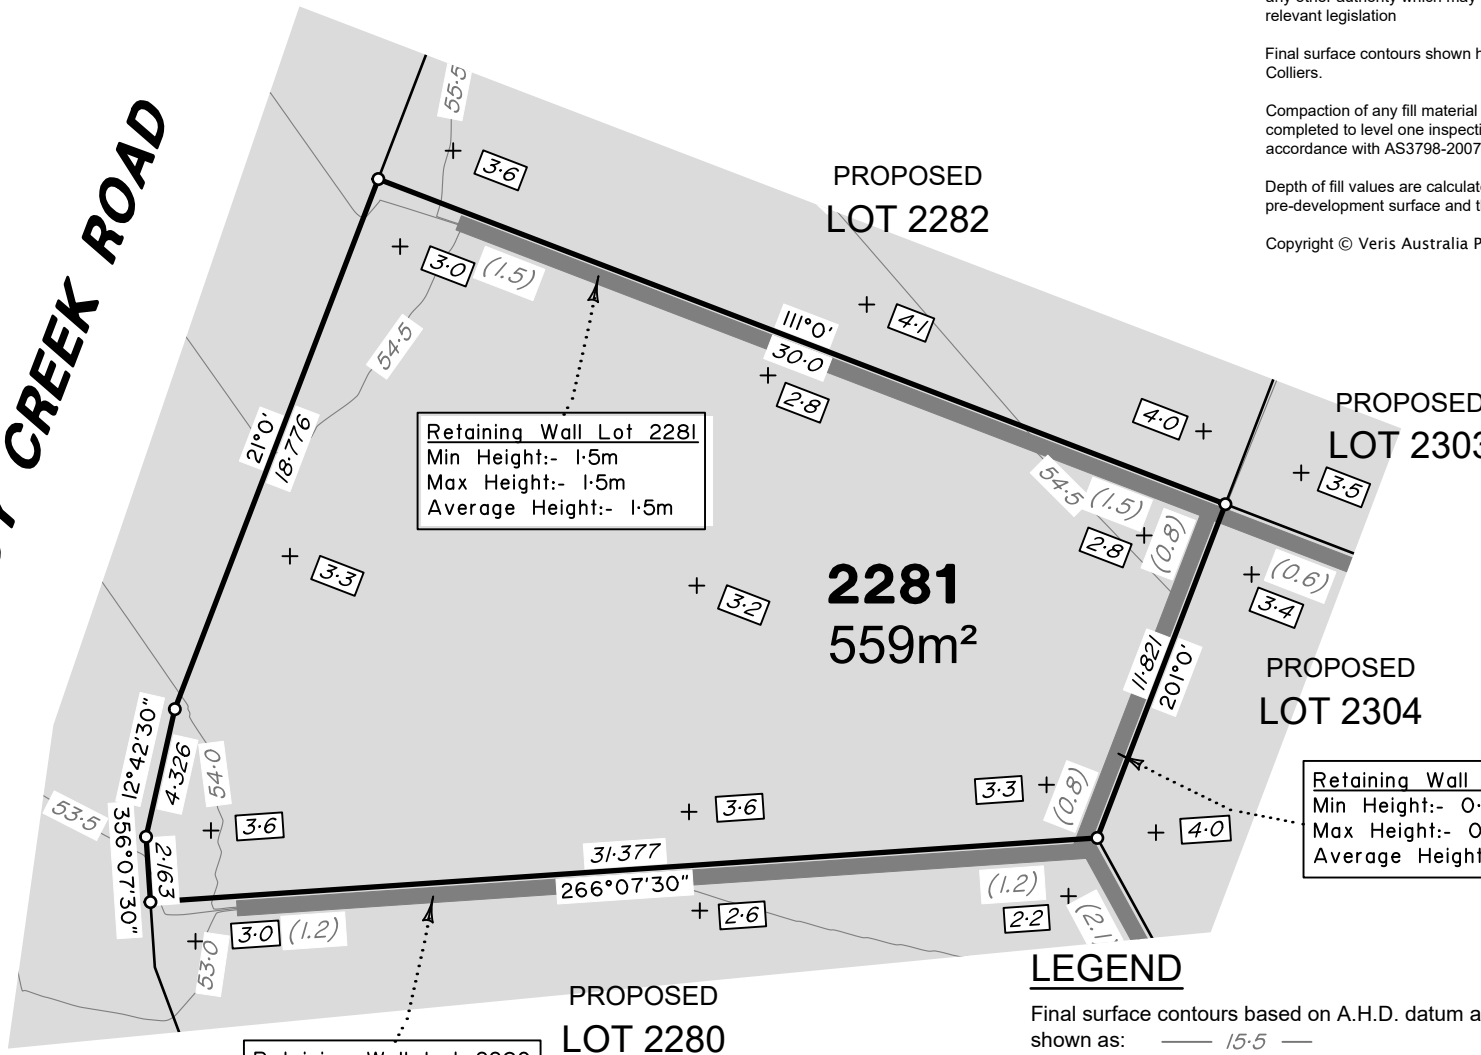 relevant legislation
Final surface contours shown h
Colliers.
Compaction of any fill material
completed to level one inspecti
accordance with AS3798-2007
Depth of fill values are calculat
pre-development surface and t
Copyright © Veris Australia P
CREEK ROAD
55·5
3·6
PROPOSED
LOT 2282
3·0 (1.5)
54·5
111°0'
30·0
4·1
2·8
4·0
PROPOSED
LOT 2303
3·5
21°0'
18·776
Retaining Wall Lot 2281
Min Height:- 1·5m
Max Height:- 1·5m
Average Height:- 1·5m
54·5 (1.5)
(0.8)
2·8
(0.6)
3·4
3·3
3·2
2281
559m²
11·821
201°0'
PROPOSED
LOT 2304
12°42'30"
4·326
54·0
53·5
356°07'30"
2·163
3·6
3·6
3·3
(0.8)
4·0
Retaining Wall
Min Height:- 0·
Max Height:- 0
Average Height
31·377
266°07'30"
3·0 (1.2)
53·0
2·6
(1.2)
2·2
(2.1)
PROPOSED
LOT 2280
LEGEND
Final surface contours based on A.H.D. datum a
shown as: 15·5